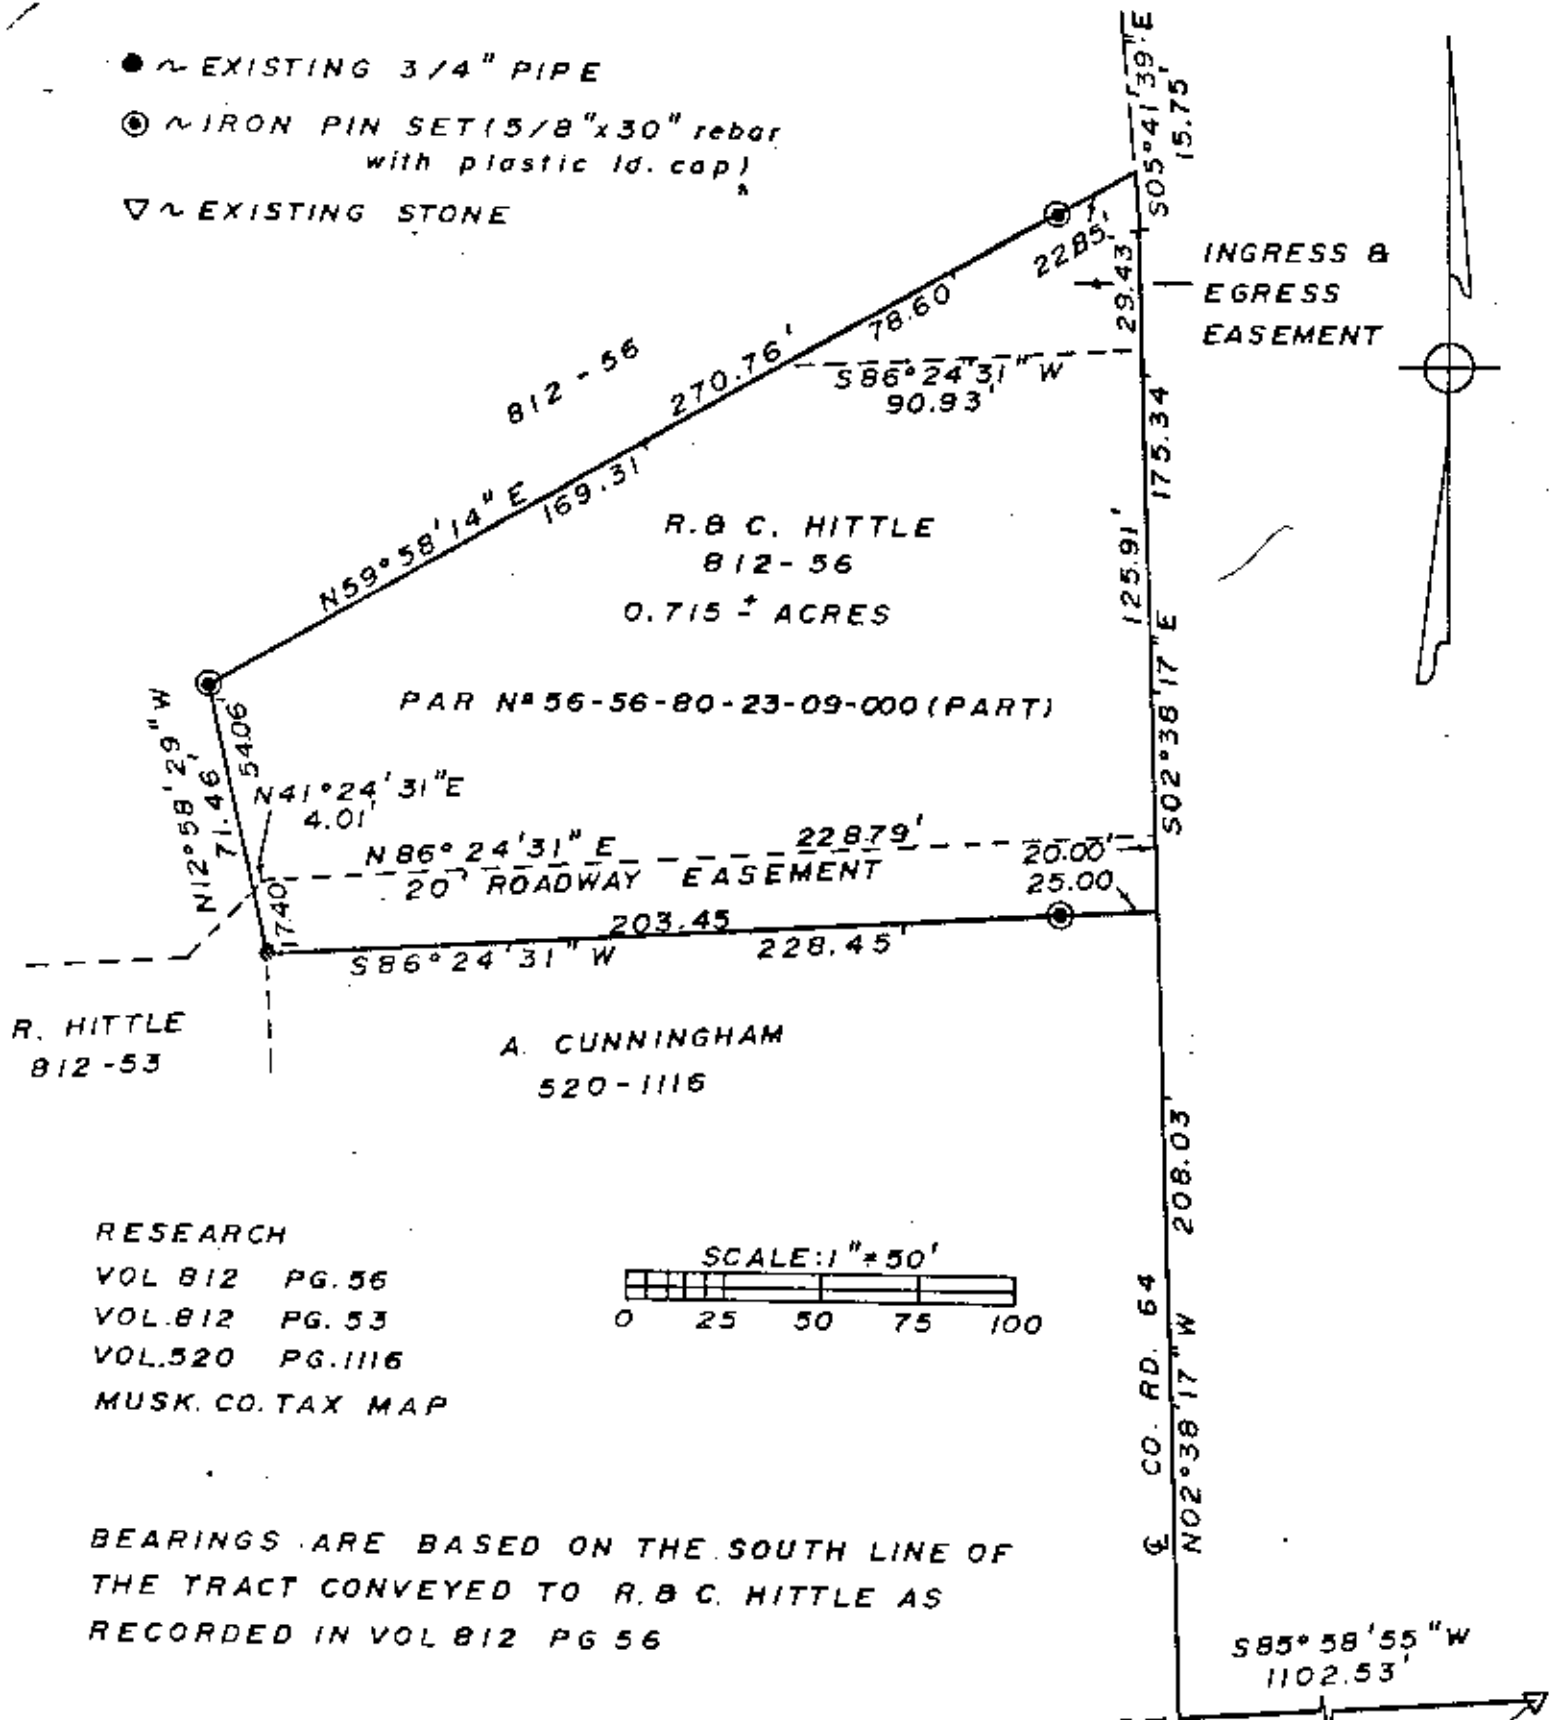 ● ~ EXISTING 3/4" PIPE
◉ ~ IRON PIN SET (5/8"x30" rebar
with plastic id. cap)
▽ ~ EXISTING STONE
S05°41'39"E
15.75'
INGRESS &
EGRESS
EASEMENT
22.85'
29.43'
78.60'
S86°24'31"W
90.93'
812-56
270.76'
169.31'
N59°58'14"E
175.34
125.91'
S02°38'17"E
R.& C. HITTLE
812-56
0.715 ± ACRES
PAR Nº 56-56-80-23-09-000 (PART)
N12°58'29"W
71.46'
54.06'
17.40'
N41°24'31"E
4.01'
N86°24'31"E
228.79'
20' ROADWAY EASEMENT
20.00'
25.00
203.45
S86°24'31"W
228.45'
R. HITTLE
812-53
A. CUNNINGHAM
520-1116
RESEARCH
VOL 812 PG. 56
VOL.812 PG. 53
VOL.520 PG.1116
MUSK. CO. TAX MAP
SCALE:1"=50'
0 25 50 75 100
℄ CO. RD. 64
N02°38'17"W 208.03'
BEARINGS ARE BASED ON THE SOUTH LINE OF
THE TRACT CONVEYED TO R.& C. HITTLE AS
RECORDED IN VOL 812 PG 56
S85°58'55"W
1102.53'